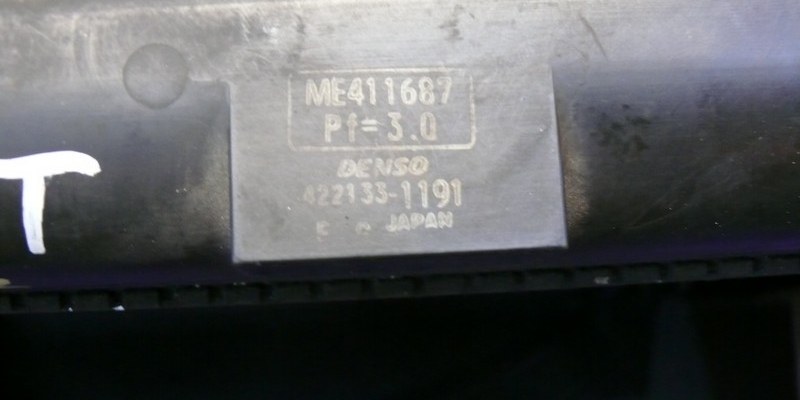 T
ME411687
Pf=3.0
DENSO
422133-1191
JAPAN